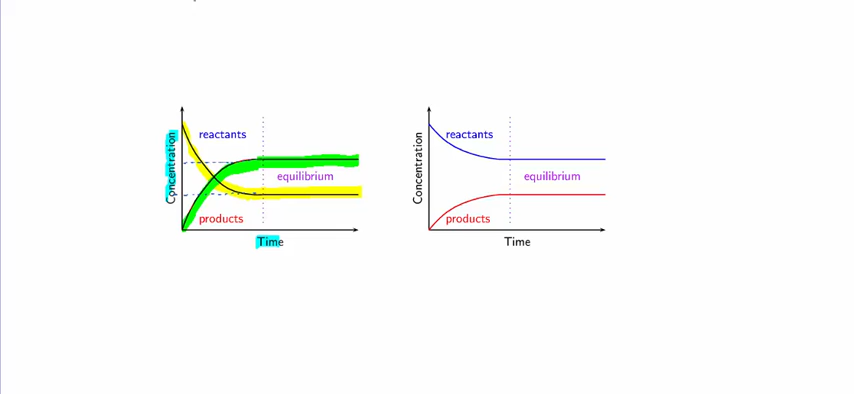 reactants
Concentration
equilibrium
products
Time
reactants
Concentration
equilibrium
products
Time